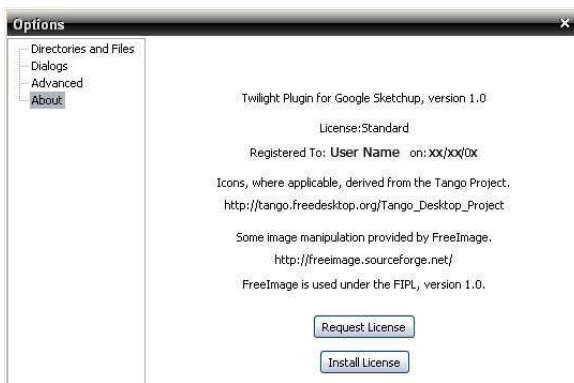 Options
×
Directories and Files
Dialogs
Advanced
About
Twilight Plugin for Google Sketchup, version 1.0
License:Standard
Registered To: User Name on: xx/xx/0x
Icons, where applicable, derived from the Tango Project.
http://tango.freedesktop.org/Tango_Desktop_Project
Some image manipulation provided by FreeImage.
http://freeimage.sourceforge.net/
FreeImage is used under the FIPL, version 1.0.
Request License
Install License